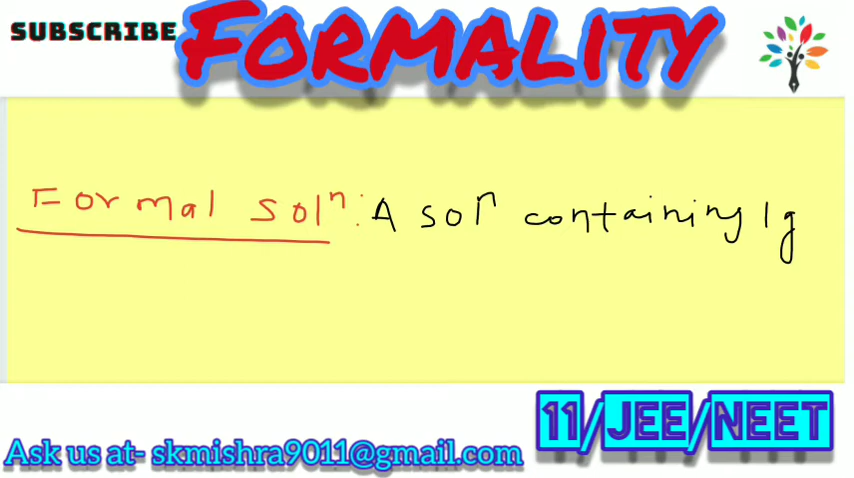 SUBSCRIBE
FORMALITY
Formal solⁿ: A solⁿ containing 1g
11/JEE/NEET
Ask us at- skmishra9011@gmail.com